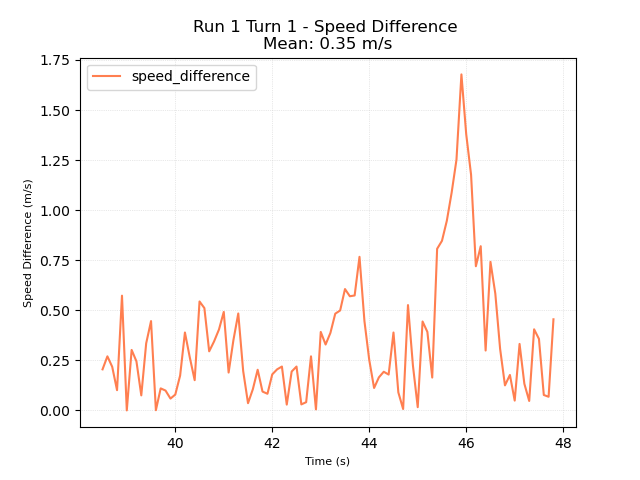 Run 1 Turn 1 - Speed Difference
Mean: 0.35 m/s
speed_difference
1.75
1.50
1.25
1.00
0.75
0.50
0.25
0.00
Speed Difference (m/s)
40 42 44 46 48
Time (s)